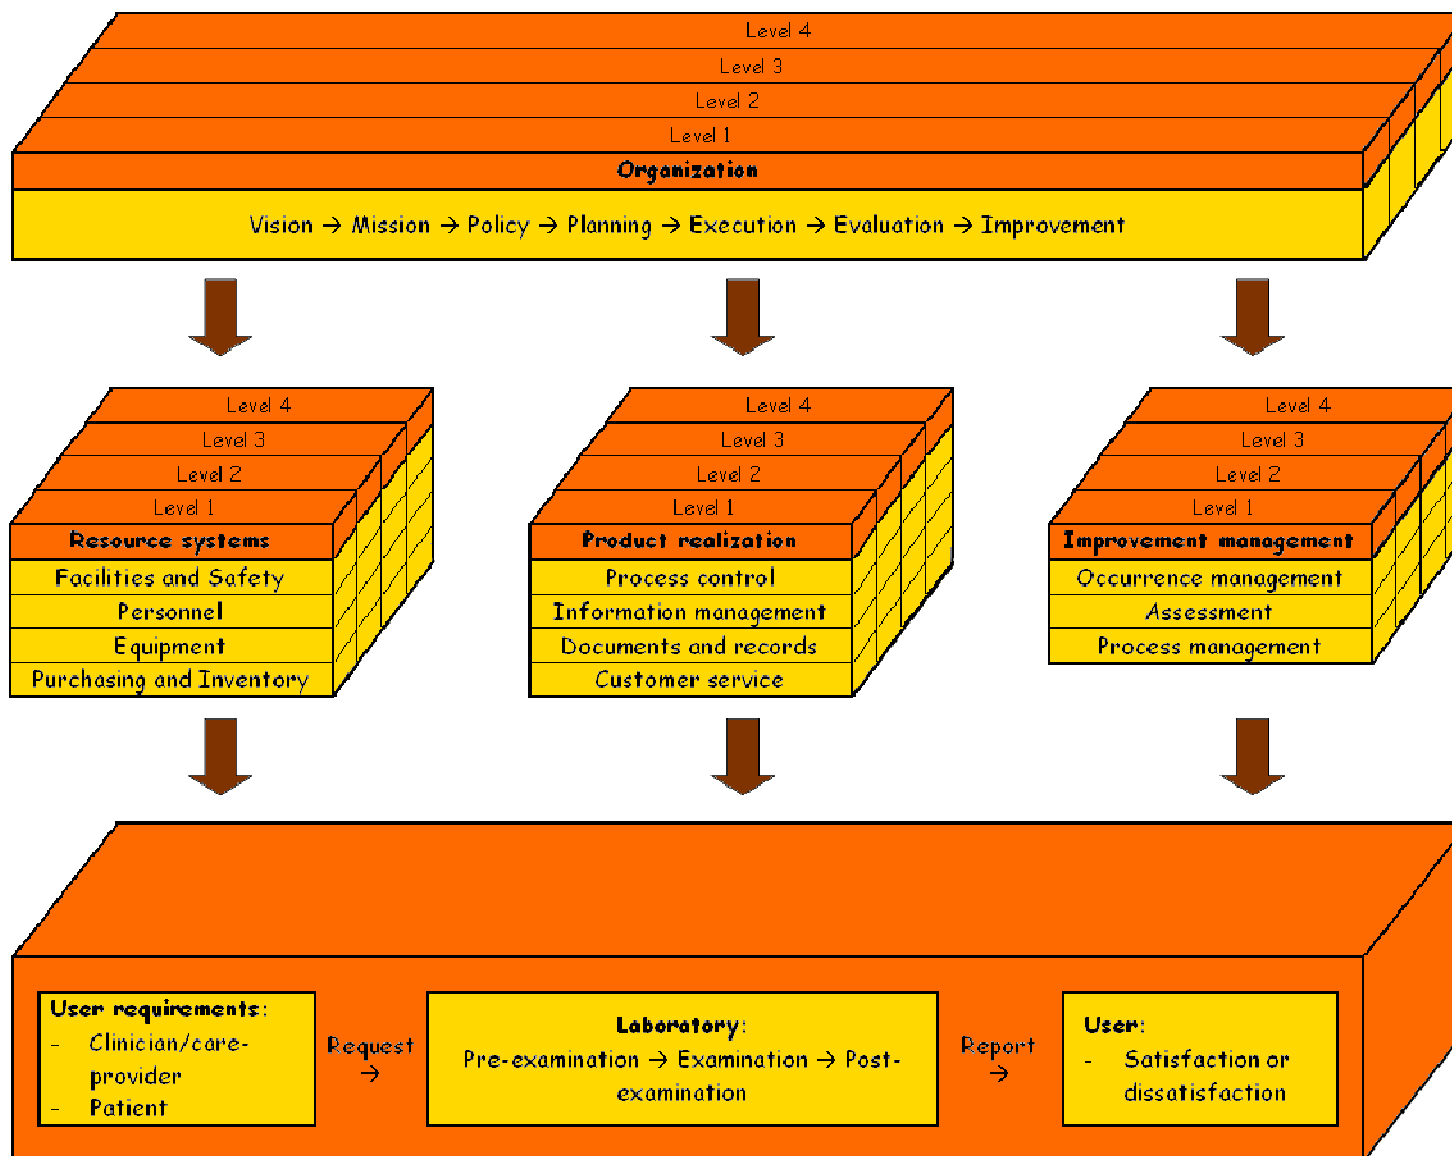 Level 4
Level 3
Level 2
Level 1
Organization
Vision → Mission → Policy → Planning → Execution → Evaluation → Improvement
Level 4
Level 3
Level 2
Level 1
Resource systems
Facilities and Safety
Personnel
Equipment
Purchasing and Inventory
Level 4
Level 3
Level 2
Level 1
Product realization
Process control
Information management
Documents and records
Customer service
Level 4
Level 3
Level 2
Level 1
Improvement management
Occurrence management
Assessment
Process management
User requirements:
- Clinician/care-
provider
- Patient
Request
→
Laboratory:
Pre-examination → Examination → Post-
examination
Report
→
User:
- Satisfaction or
dissatisfaction